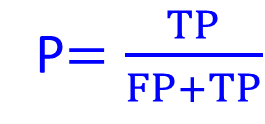 P= TP / FP+TP